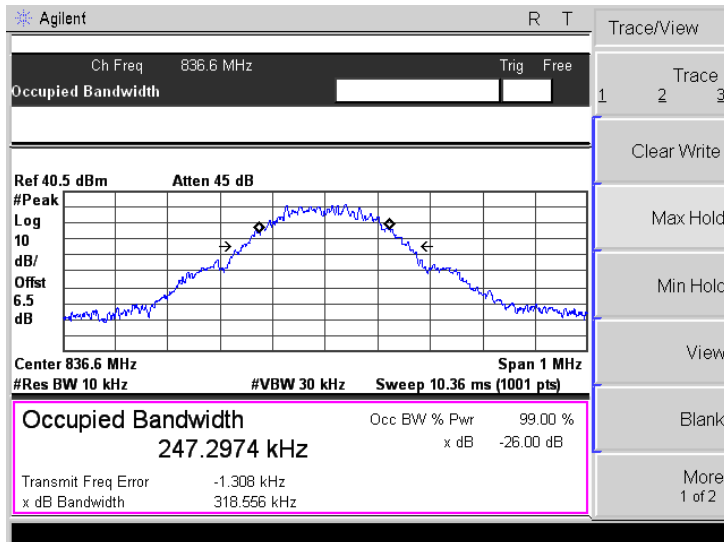 Agilent R T
Ch Freq 836.6 MHz Trig Free
Occupied Bandwidth
Ref 40.5 dBm Atten 45 dB
#Peak
Log
10
dB/
Offst
6.5
dB
Center 836.6 MHz Span 1 MHz
#Res BW 10 kHz #VBW 30 kHz Sweep 10.36 ms (1001 pts)
Occupied Bandwidth
247.2974 kHz
Occ BW % Pwr 99.00 %
x dB -26.00 dB
Transmit Freq Error -1.308 kHz
x dB Bandwidth 318.556 kHz
Trace/View
Trace
1 2 3
Clear Write
Max Hold
Min Hold
View
Blank
More
1 of 2